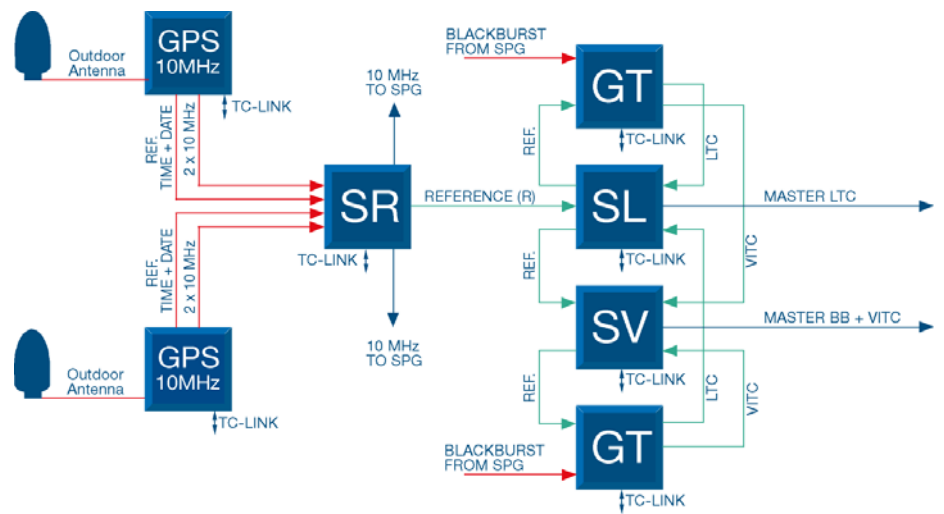 GPS
10MHz
Outdoor
Antenna
TC-LINK
REF.
TIME + DATE
2 x 10 MHz
REF.
TIME + DATE
2 x 10 MHz
GPS
10MHz
Outdoor
Antenna
TC-LINK
10 MHz
TO SPG
SR
TC-LINK
10 MHz
TO SPG
REFERENCE (R)
BLACKBURST
FROM SPG
GT
TC-LINK
REF.
LTC
SL
MASTER LTC
TC-LINK
REF.
VITC
SV
MASTER BB + VITC
TC-LINK
REF.
LTC
VITC
GT
BLACKBURST
FROM SPG
TC-LINK